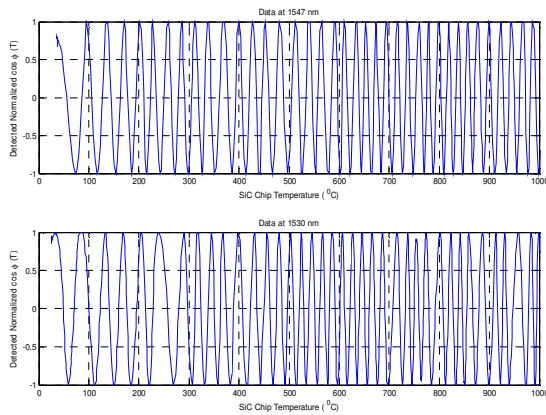 Data at 1547 nm
Detected Normalized cos ϕ (T)
1
0.5
0
-0.5
-1
0 100 200 300 400 500 600 700 800 900 1000
SiC Chip Temperature ( ⁰C)
Data at 1530 nm
Detected Normalized cos ϕ (T)
1
0.5
0
-0.5
-1
0 100 200 300 400 500 600 700 800 900 1000
SiC Chip Temperature ( ⁰C)